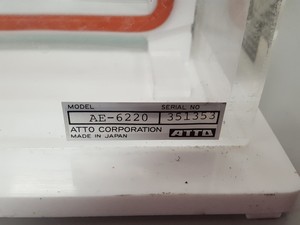 MODEL SERIAL NO
AE-6220 351353
ATTO CORPORATION ATTO
MADE IN JAPAN